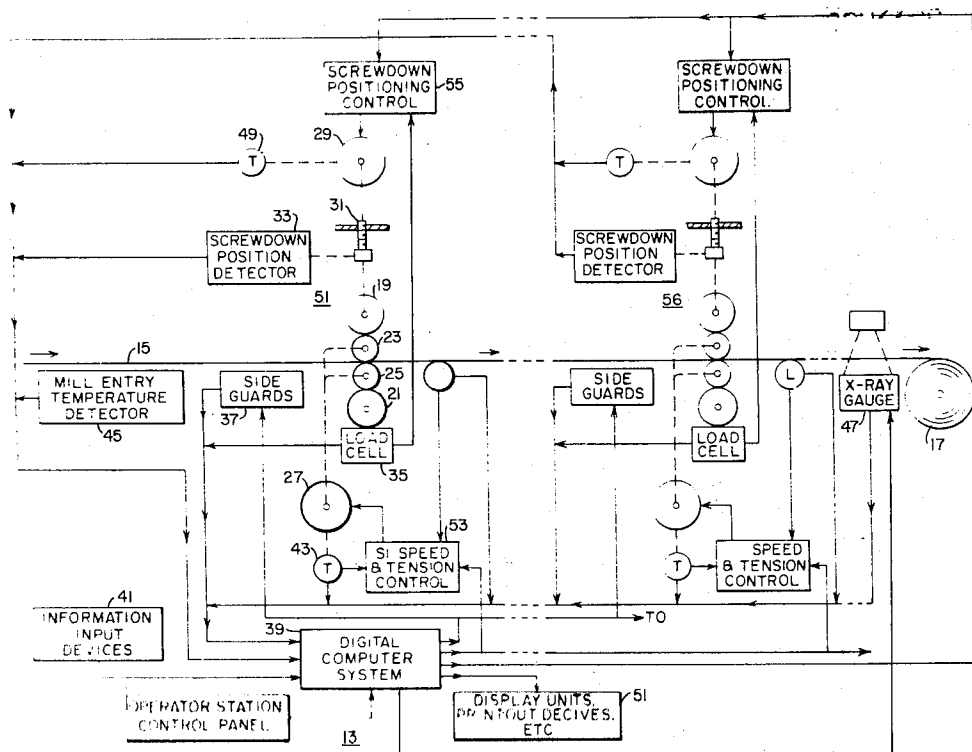 SCREWDOWN
POSITIONING
CONTROL
55
SCREWDOWN
POSITIONING
CONTROL
49
29
T
T
31
33
SCREWDOWN
POSITION
DETECTOR
SCREWDOWN
POSITION
DETECTOR
51
19
56
23
15
25
MILL ENTRY
TEMPERATURE
DETECTOR
45
SIDE
GUARDS
37
21
LOAD
CELL
35
SIDE
GUARDS
LOAD
CELL
L
X-RAY
GAUGE
47
17
27
43
T
53
SI SPEED
& TENSION
CONTROL
T
SPEED
& TENSION
CONTROL
41
INFORMATION
INPUT
DEVICES
39
DIGITAL
COMPUTER
SYSTEM
TO
OPERATOR STATION
CONTROL PANEL
13
DISPLAY UNITS,
PRINTOUT DECIVES,
ETC
51